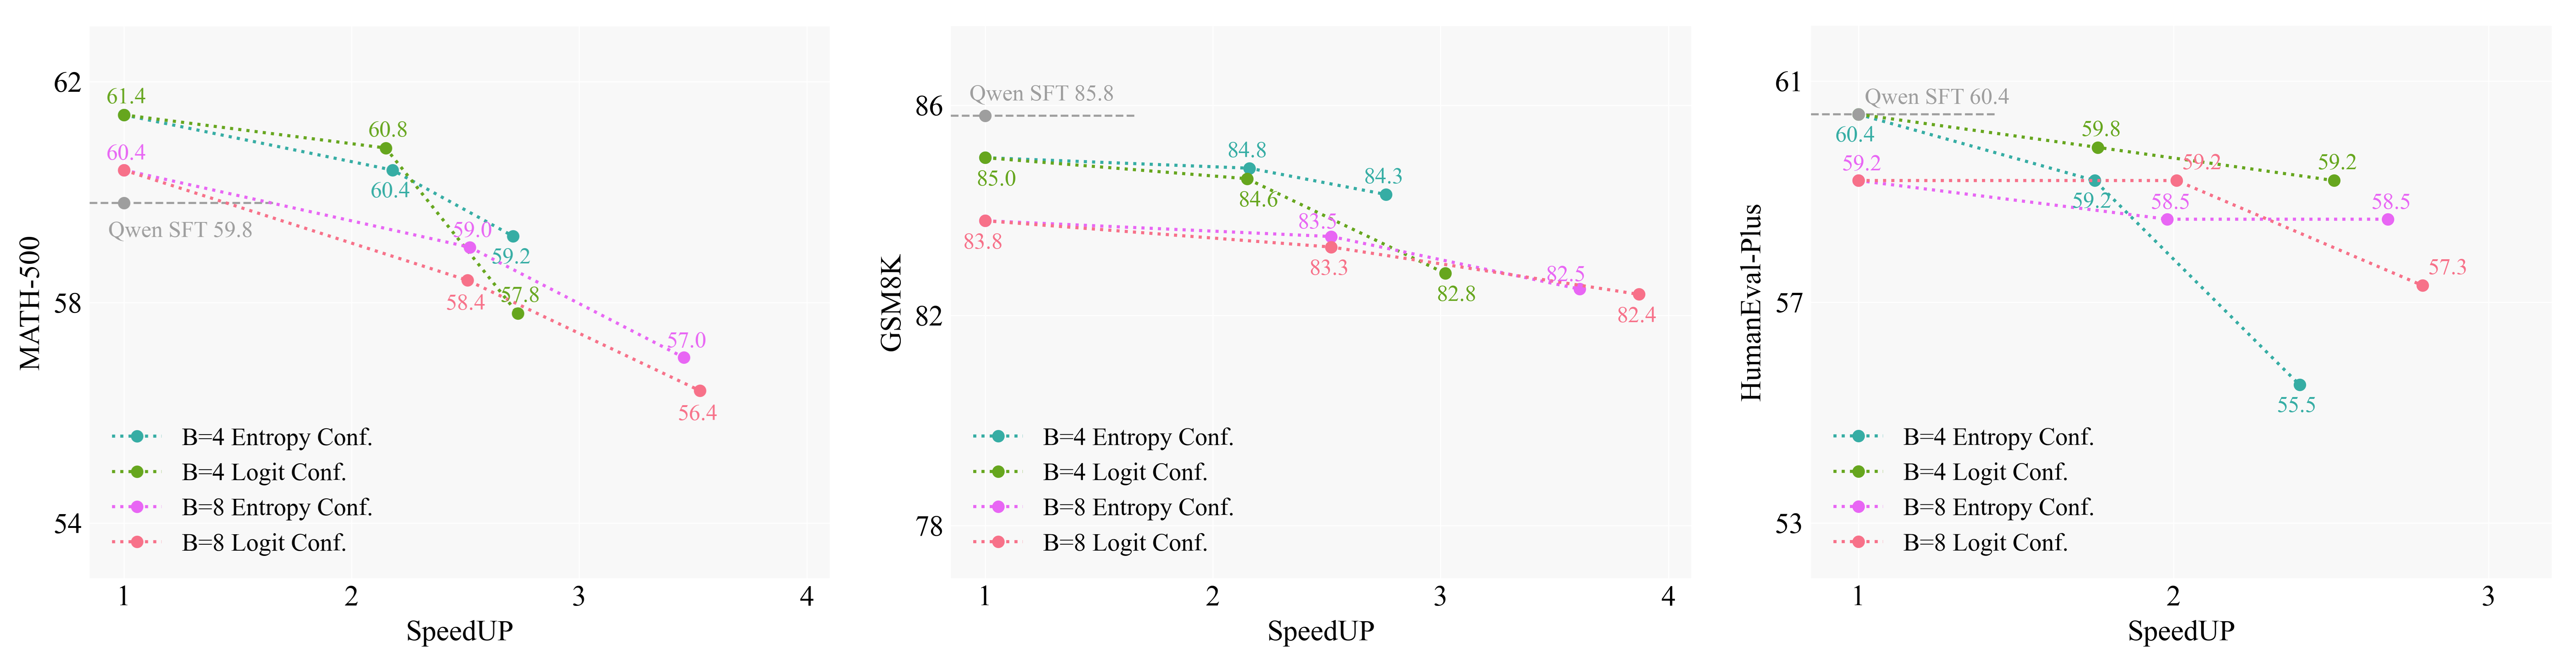 MATH-500
62
58
54
61.4
60.8
60.4
60.4
Qwen SFT 59.8
59.0
59.2
58.4
57.8
57.0
56.4
B=4 Entropy Conf.
B=4 Logit Conf.
B=8 Entropy Conf.
B=8 Logit Conf.
1
2
3
4
SpeedUP
GSM8K
86
82
78
Qwen SFT 85.8
85.0
84.8
84.6
84.3
83.8
83.5
83.3
82.8
82.5
82.4
B=4 Entropy Conf.
B=4 Logit Conf.
B=8 Entropy Conf.
B=8 Logit Conf.
1
2
3
4
SpeedUP
HumanEval-Plus
61
57
53
Qwen SFT 60.4
60.4
59.8
59.2
59.2
59.2
59.2
58.5
58.5
57.3
55.5
B=4 Entropy Conf.
B=4 Logit Conf.
B=8 Entropy Conf.
B=8 Logit Conf.
1
2
3
SpeedUP